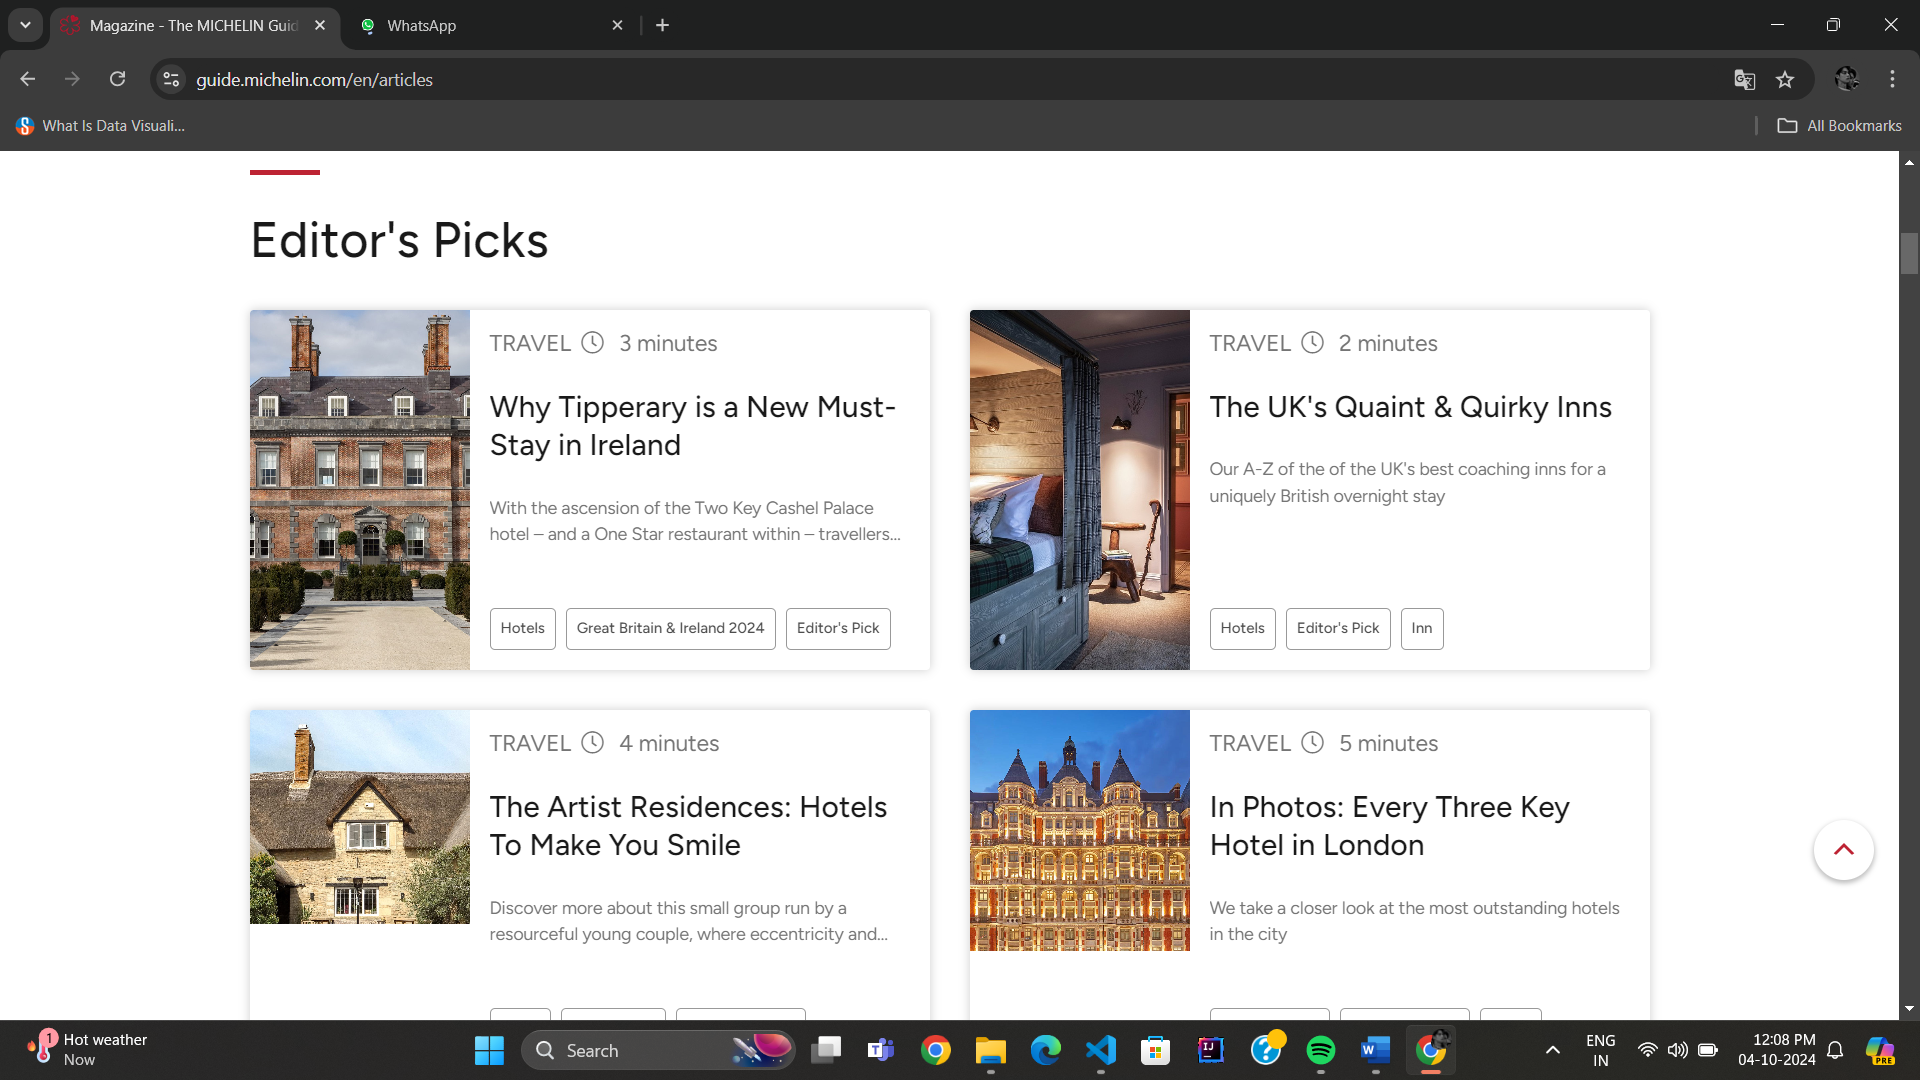 Magazine - The MICHELIN Guid
WhatsApp
guide.michelin.com/en/articles
What Is Data Visuali...
All Bookmarks
Editor's Picks
TRAVEL 3 minutes
Why Tipperary is a New Must-
Stay in Ireland
With the ascension of the Two Key Cashel Palace
hotel – and a One Star restaurant within – travellers...
Hotels
Great Britain & Ireland 2024
Editor's Pick
TRAVEL 2 minutes
The UK's Quaint & Quirky Inns
Our A-Z of the of the UK's best coaching inns for a
uniquely British overnight stay
Hotels
Editor's Pick
Inn
TRAVEL 4 minutes
The Artist Residences: Hotels
To Make You Smile
Discover more about this small group run by a
resourceful young couple, where eccentricity and...
TRAVEL 5 minutes
In Photos: Every Three Key
Hotel in London
We take a closer look at the most outstanding hotels
in the city
1
Hot weather
Now
Search
ENG
IN
12:08 PM
04-10-2024
PRE